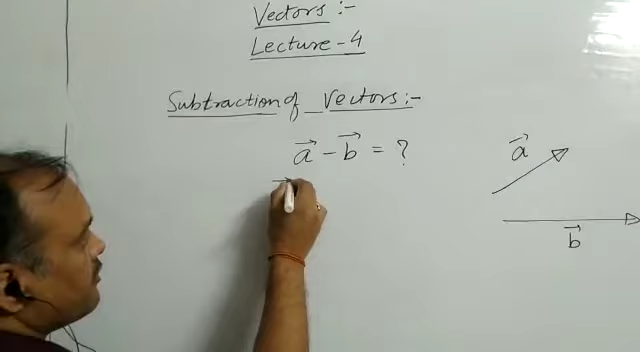 Vectors :-
Lecture-4
Subtraction of Vectors:-
a⃗ - b⃗ = ?
a⃗
b⃗